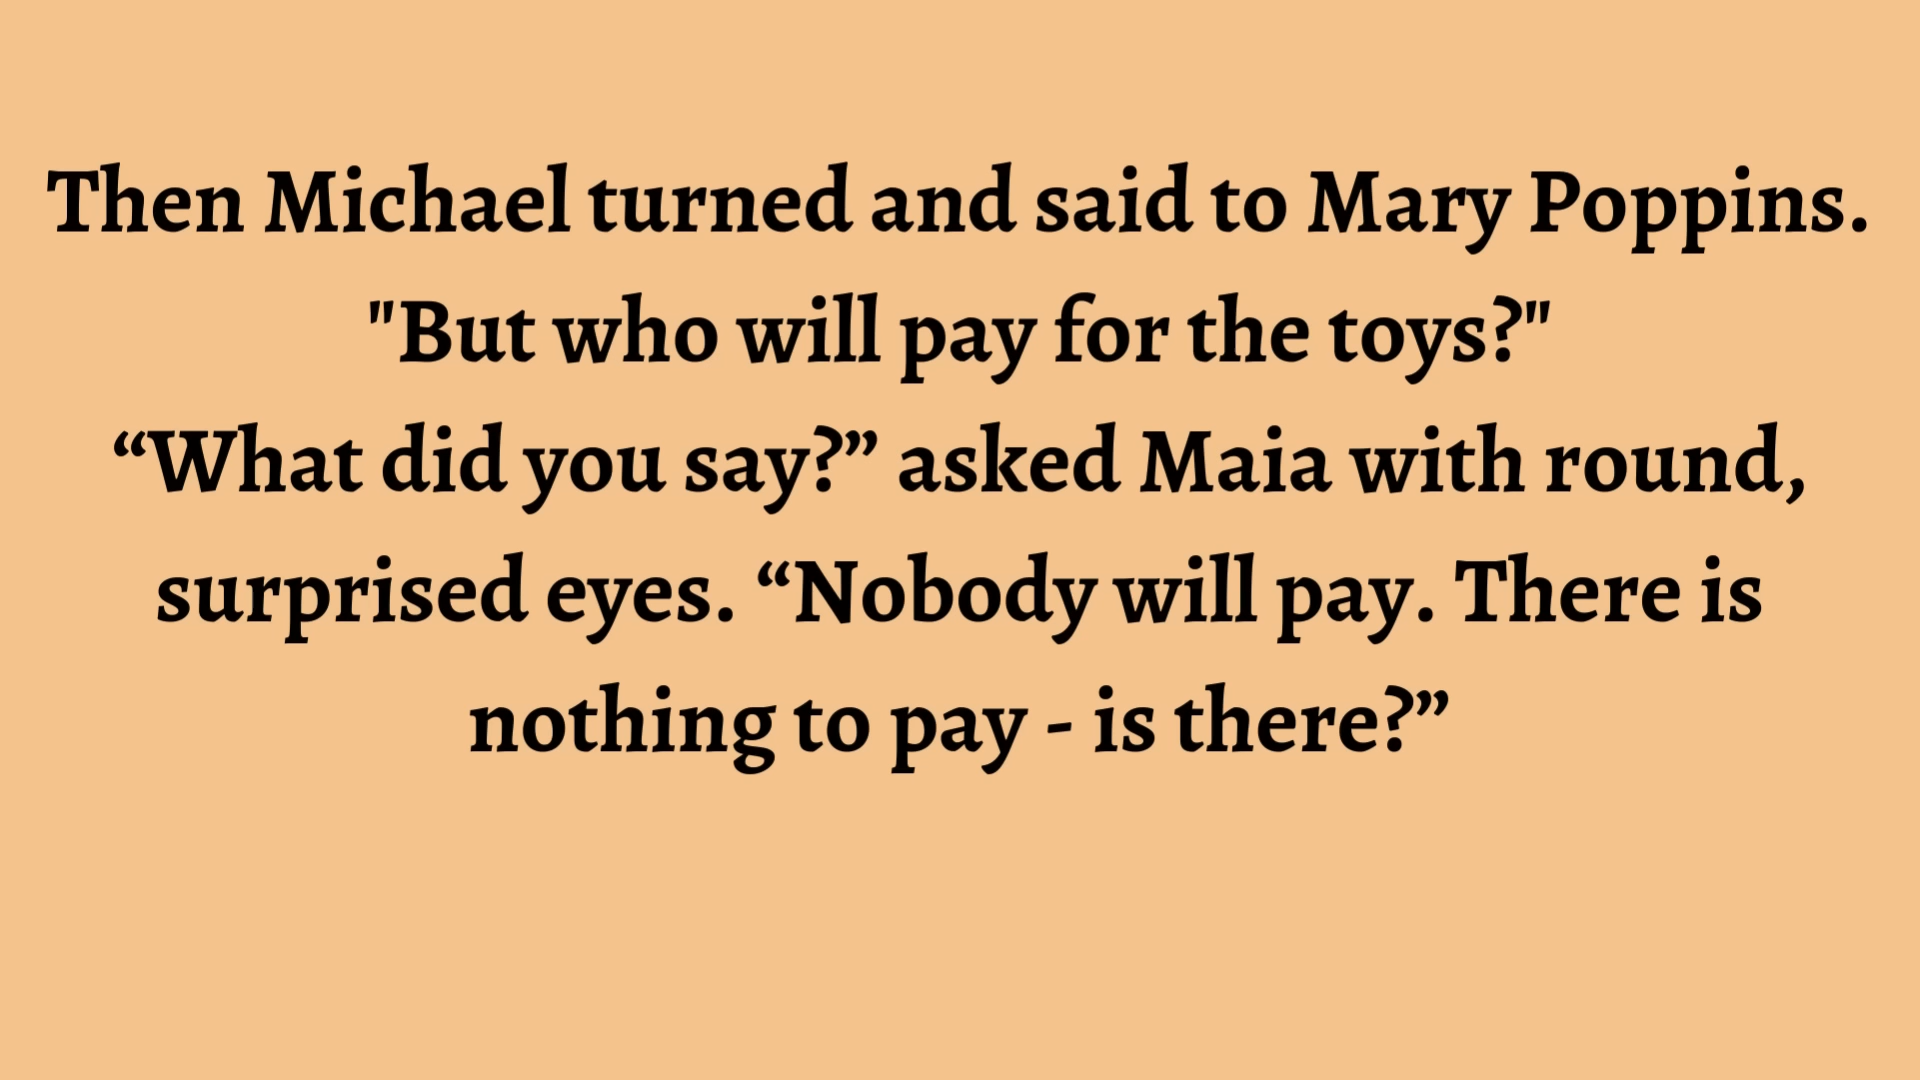 Then Michael turned and said to Mary Poppins.
"But who will pay for the toys?"
“What did you say?” asked Maia with round,
surprised eyes. “Nobody will pay. There is
nothing to pay - is there?”